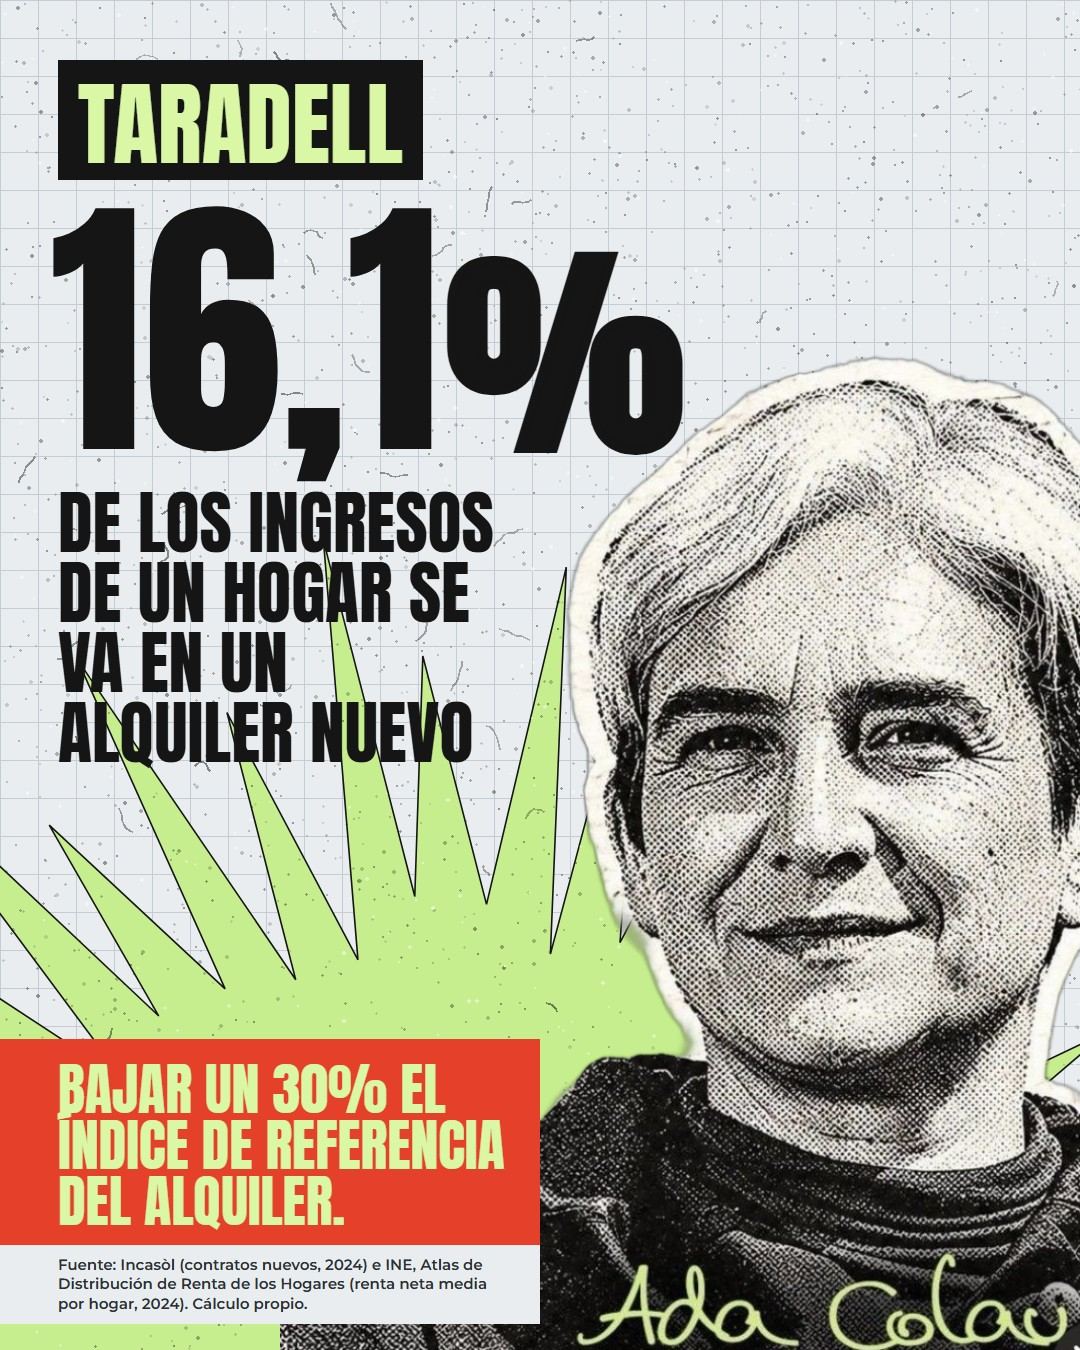 TARADELL
16,1%
DE LOS INGRESOS
DE UN HOGAR SE
VA EN UN
ALQUILER NUEVO
BAJAR UN 30% EL
ÍNDICE DE REFERENCIA
DEL ALQUILER.
Fuente: Incasòl (contratos nuevos, 2024) e INE, Atlas de
Distribución de Renta de los Hogares (renta neta media
por hogar, 2024). Cálculo propio.
Ada Colau